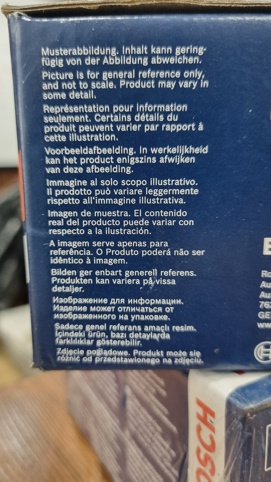 Musterabbildung. Inhalt kann gering-
fügig von der Abbildung abweichen.
Picture is for general reference only,
and not to scale. Product may vary in
some detail.
Représentation pour information
seulement. Certains détails du
produit peuvent varier par rapport à
cette illustration.
Voorbeeldafbeelding. In werkelijkheid
kan het product enigszins afwijken
van deze afbeelding.
Immagine al solo scopo illustrativo.
Il prodotto può variare leggermente
rispetto all'immagine illustrativa.
Imagen de muestra. El contenido
real del producto puede variar con
respecto a la ilustración.
A imagem serve apenas para
referência. O Produto poderá não ser
idêntico à imagem.
Bilden ger enbart generell referens.
Produkten kan variera på vissa
detaljer.
Изображение для информации.
Изделие может отличаться от
изображенного на упаковке.
Sadece genel referans amaçlı resim.
İçindeki ürün, bazı detaylarda
farklılıklar gösterebilir.
Zdjęcie poglądowe. Produkt może się
różnić od przedstawionego na zdjęciu.
Ro
Au
GE
ww
BOSCH